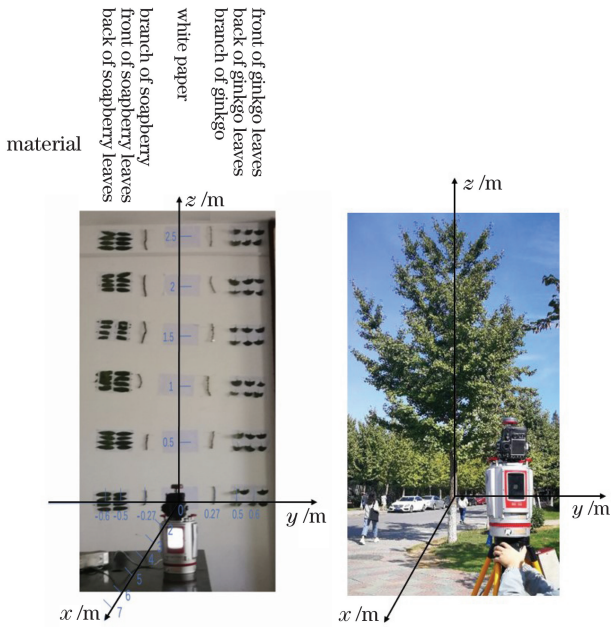 back of soapberry leaves
front of soapberry leaves
branch of soapberry
white paper
branch of ginkgo
back of ginkgo leaves
front of ginkgo leaves
material
z /m
2.5
2
1.5
1
0.5
-0.6 -0.5 -0.27 0 0.27 0.5 0.6
y /m
2
5
6
7
x /m
z /m
y /m
x /m